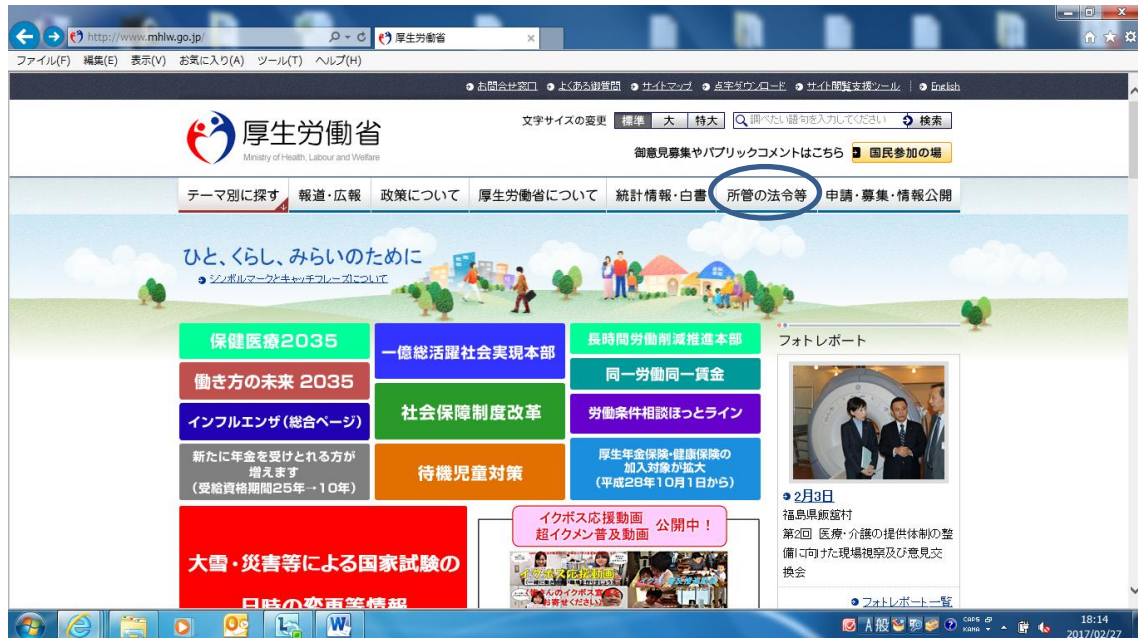 http://www.mhlw.go.jp/
厚生労働省
ファイル(F) 編集(E) 表示(V) お気に入り(A) ツール(T) ヘルプ(H)
お問合せ窓口 よくある御質問 サイトマップ 点字ダウンロード サイト閲覧支援ツール English
厚生労働省
Ministry of Health, Labour and Welfare
文字サイズの変更 標準 大 特大 調べたい語句を入力してください 検索
御意見募集やパブリックコメントはこちら 国民参加の場
テーマ別に探す 報道・広報 政策について 厚生労働省について 統計情報・白書 所管の法令等 申請・募集・情報公開
ひと、くらし、みらいのために
シンボルマークとキャッチフレーズについて
保健医療2035
働き方の未来 2035
インフルエンザ(総合ページ)
新たに年金を受けとれる方が
増えます
(受給資格期間25年→10年)
一億総活躍社会実現本部
社会保障制度改革
待機児童対策
長時間労働削減推進本部
同一労働同一賃金
労働条件相談ほっとライン
厚生年金保険・健康保険の
加入対象が拡大
(平成28年10月1日から)
フォトレポート
2月3日
福島県飯舘村
第2回 医療・介護の提供体制の整
備に向けた現場視察及び意見交
換会
フォトレポート一覧
大雪・災害等による国家試験の
日時の変更等情報
イクボス応援動画
超イクメン普及動画
公開中!
イクボス応援動画
A 般
CAPS
KANA
18:14
2017/02/27